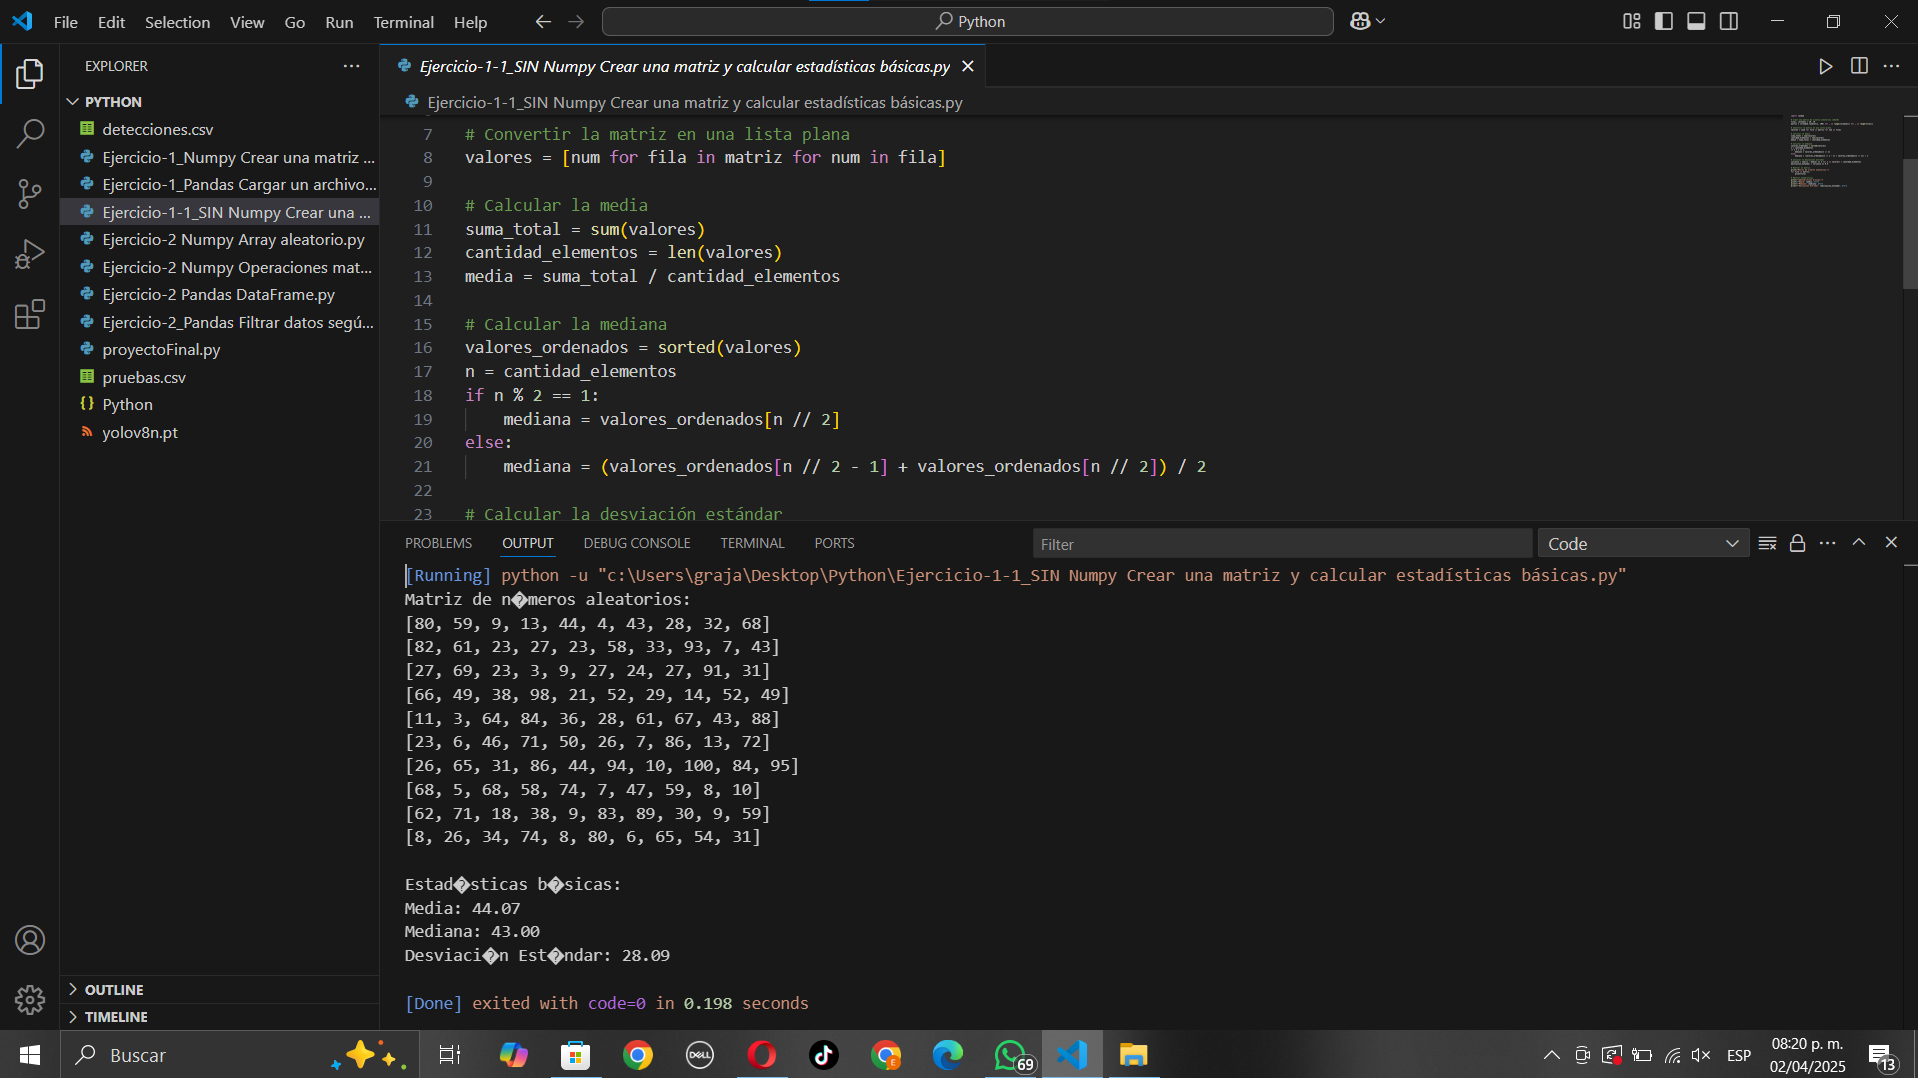 File Edit Selection View Go Run Terminal Help
Python
EXPLORER
PYTHON
detecciones.csv
Ejercicio-1_Numpy Crear una matriz ...
Ejercicio-1_Pandas Cargar un archivo...
Ejercicio-1-1_SIN Numpy Crear una ...
Ejercicio-2 Numpy Array aleatorio.py
Ejercicio-2 Numpy Operaciones mat...
Ejercicio-2 Pandas DataFrame.py
Ejercicio-2_Pandas Filtrar datos segú...
proyectoFinal.py
pruebas.csv
Python
yolov8n.pt
OUTLINE
TIMELINE
Ejercicio-1-1_SIN Numpy Crear una matriz y calcular estadísticas básicas.py
Ejercicio-1-1_SIN Numpy Crear una matriz y calcular estadísticas básicas.py
7 # Convertir la matriz en una lista plana
8 valores = [num for fila in matriz for num in fila]
9
10 # Calcular la media
11 suma_total = sum(valores)
12 cantidad_elementos = len(valores)
13 media = suma_total / cantidad_elementos
14
15 # Calcular la mediana
16 valores_ordenados = sorted(valores)
17 n = cantidad_elementos
18 if n % 2 == 1:
19 mediana = valores_ordenados[n // 2]
20 else:
21 mediana = (valores_ordenados[n // 2 - 1] + valores_ordenados[n // 2]) / 2
22
23 # Calcular la desviación estándar
PROBLEMS OUTPUT DEBUG CONSOLE TERMINAL PORTS Filter Code
[Running] python -u "c:\Users\graja\Desktop\Python\Ejercicio-1-1_SIN Numpy Crear una matriz y calcular estadísticas básicas.py"
Matriz de n�meros aleatorios:
[80, 59, 9, 13, 44, 4, 43, 28, 32, 68]
[82, 61, 23, 27, 23, 58, 33, 93, 7, 43]
[27, 69, 23, 3, 9, 27, 24, 27, 91, 31]
[66, 49, 38, 98, 21, 52, 29, 14, 52, 49]
[11, 3, 64, 84, 36, 28, 61, 67, 43, 88]
[23, 6, 46, 71, 50, 26, 7, 86, 13, 72]
[26, 65, 31, 86, 44, 94, 10, 100, 84, 95]
[68, 5, 68, 58, 74, 7, 47, 59, 8, 10]
[62, 71, 18, 38, 9, 83, 89, 30, 9, 59]
[8, 26, 34, 74, 8, 80, 6, 65, 54, 31]
Estad�sticas b�sicas:
Media: 44.07
Mediana: 43.00
Desviaci�n Est�ndar: 28.09
[Done] exited with code=0 in 0.198 seconds
Buscar
DELL
E
69
ESP
08:20 p. m.
02/04/2025
13